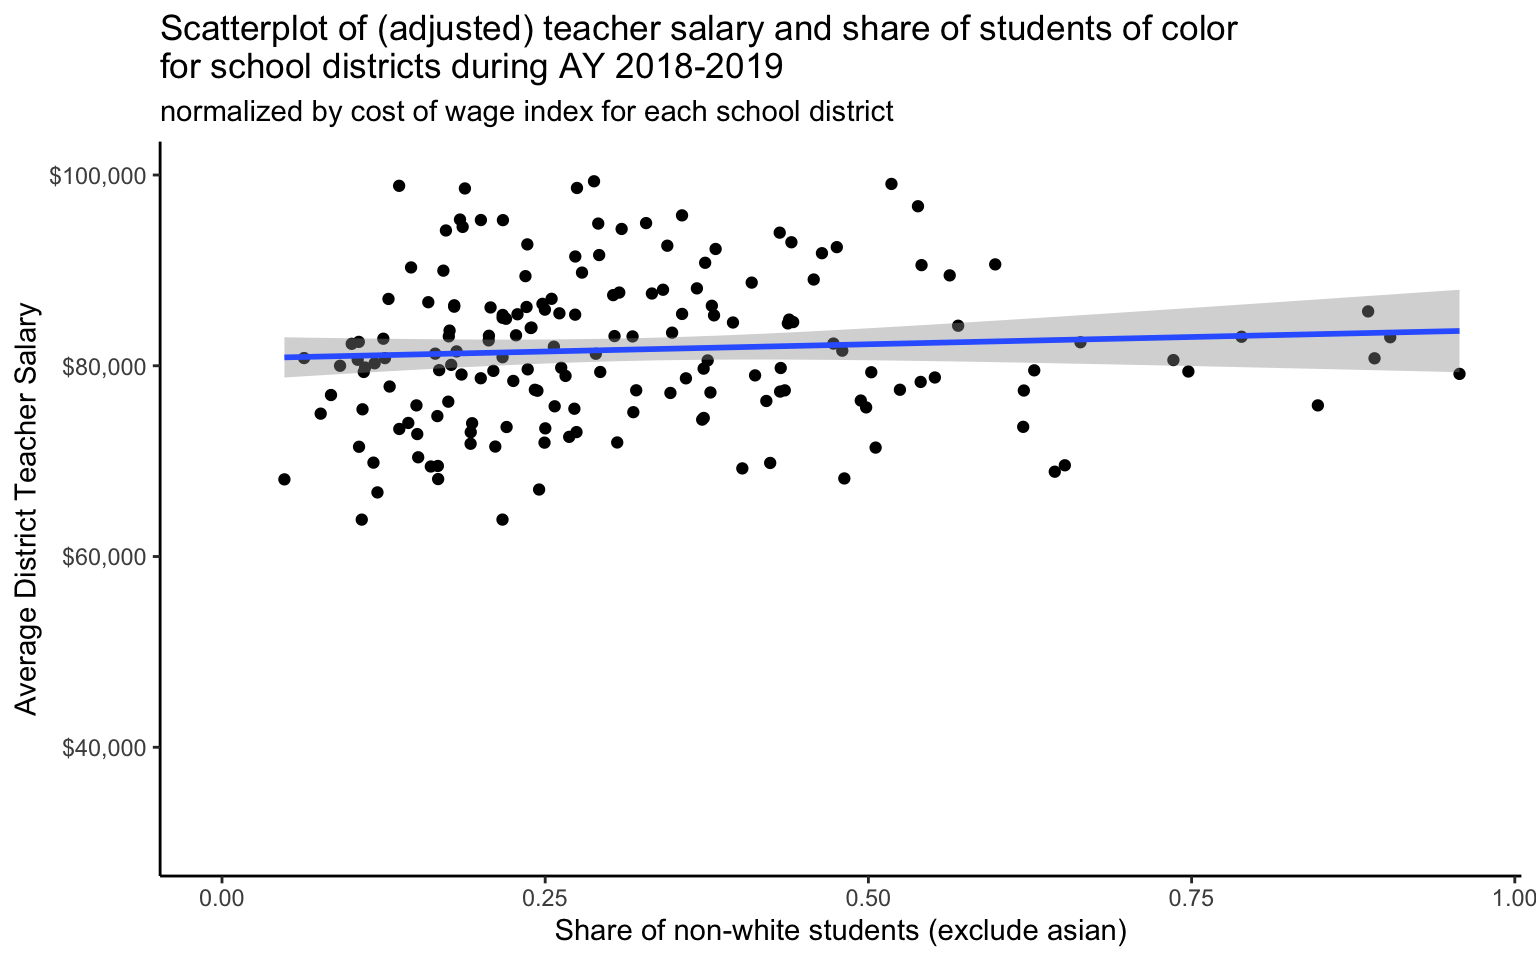 Scatterplot of (adjusted) teacher salary and share of students of color
for school districts during AY 2018-2019
normalized by cost of wage index for each school district
Average District Teacher Salary
$100,000
$80,000
$60,000
$40,000
0.00 0.25 0.50 0.75 1.00
Share of non-white students (exclude asian)